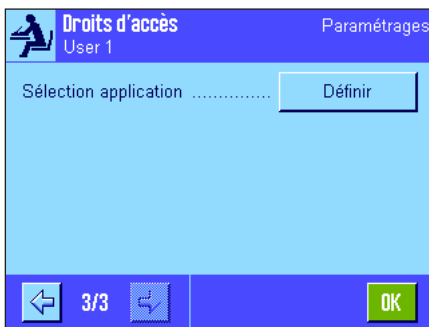 Droits d'accès
Paramétrages
User 1
Sélection application ............... Définir
3/3
OK